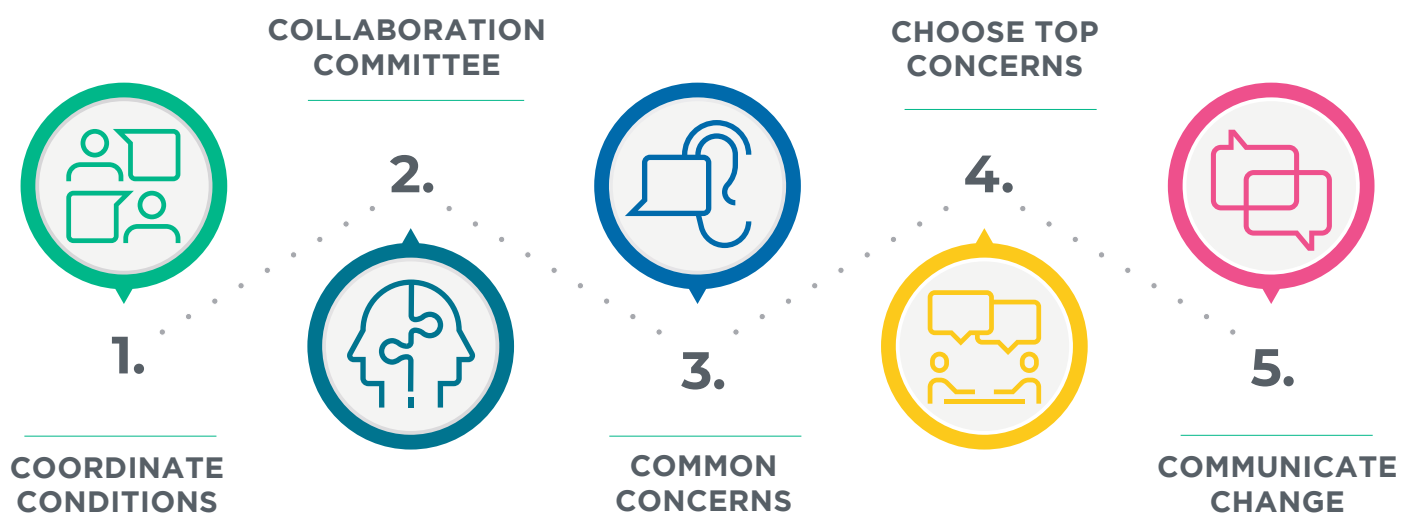 1.
COORDINATE
CONDITIONS
COLLABORATION
COMMITTEE
2.
3.
COMMON
CONCERNS
CHOOSE TOP
CONCERNS
4.
5.
COMMUNICATE
CHANGE